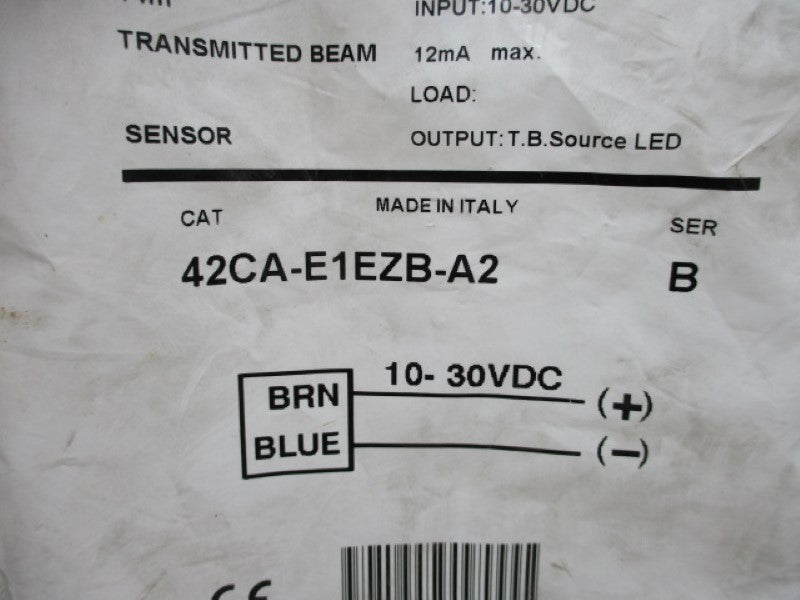 INPUT:10-30VDC
TRANSMITTED BEAM 12mA max.
LOAD:
SENSOR OUTPUT: T.B.Source LED
MADE IN ITALY
CAT SER
42CA-E1EZB-A2 B
10- 30VDC
BRN (+)
BLUE (-)
CE